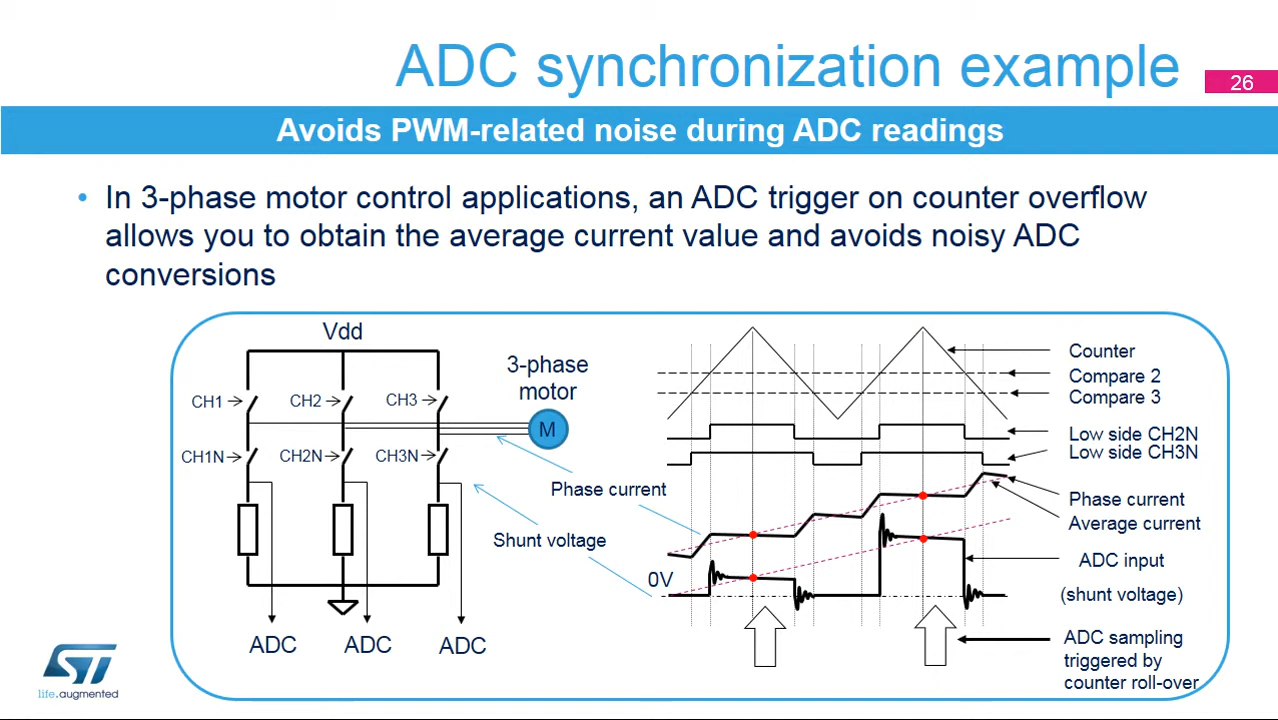 ADC synchronization example
26
Avoids PWM-related noise during ADC readings
• In 3-phase motor control applications, an ADC trigger on counter overflow
allows you to obtain the average current value and avoids noisy ADC
conversions
Vdd
3-phase
motor
CH1
CH2
CH3
M
CH1N
CH2N
CH3N
Phase current
Shunt voltage
ADC
ADC
ADC
Counter
Compare 2
Compare 3
Low side CH2N
Low side CH3N
Phase current
Average current
0V
ADC input
(shunt voltage)
ADC sampling
triggered by
counter roll-over
ST
life.augmented